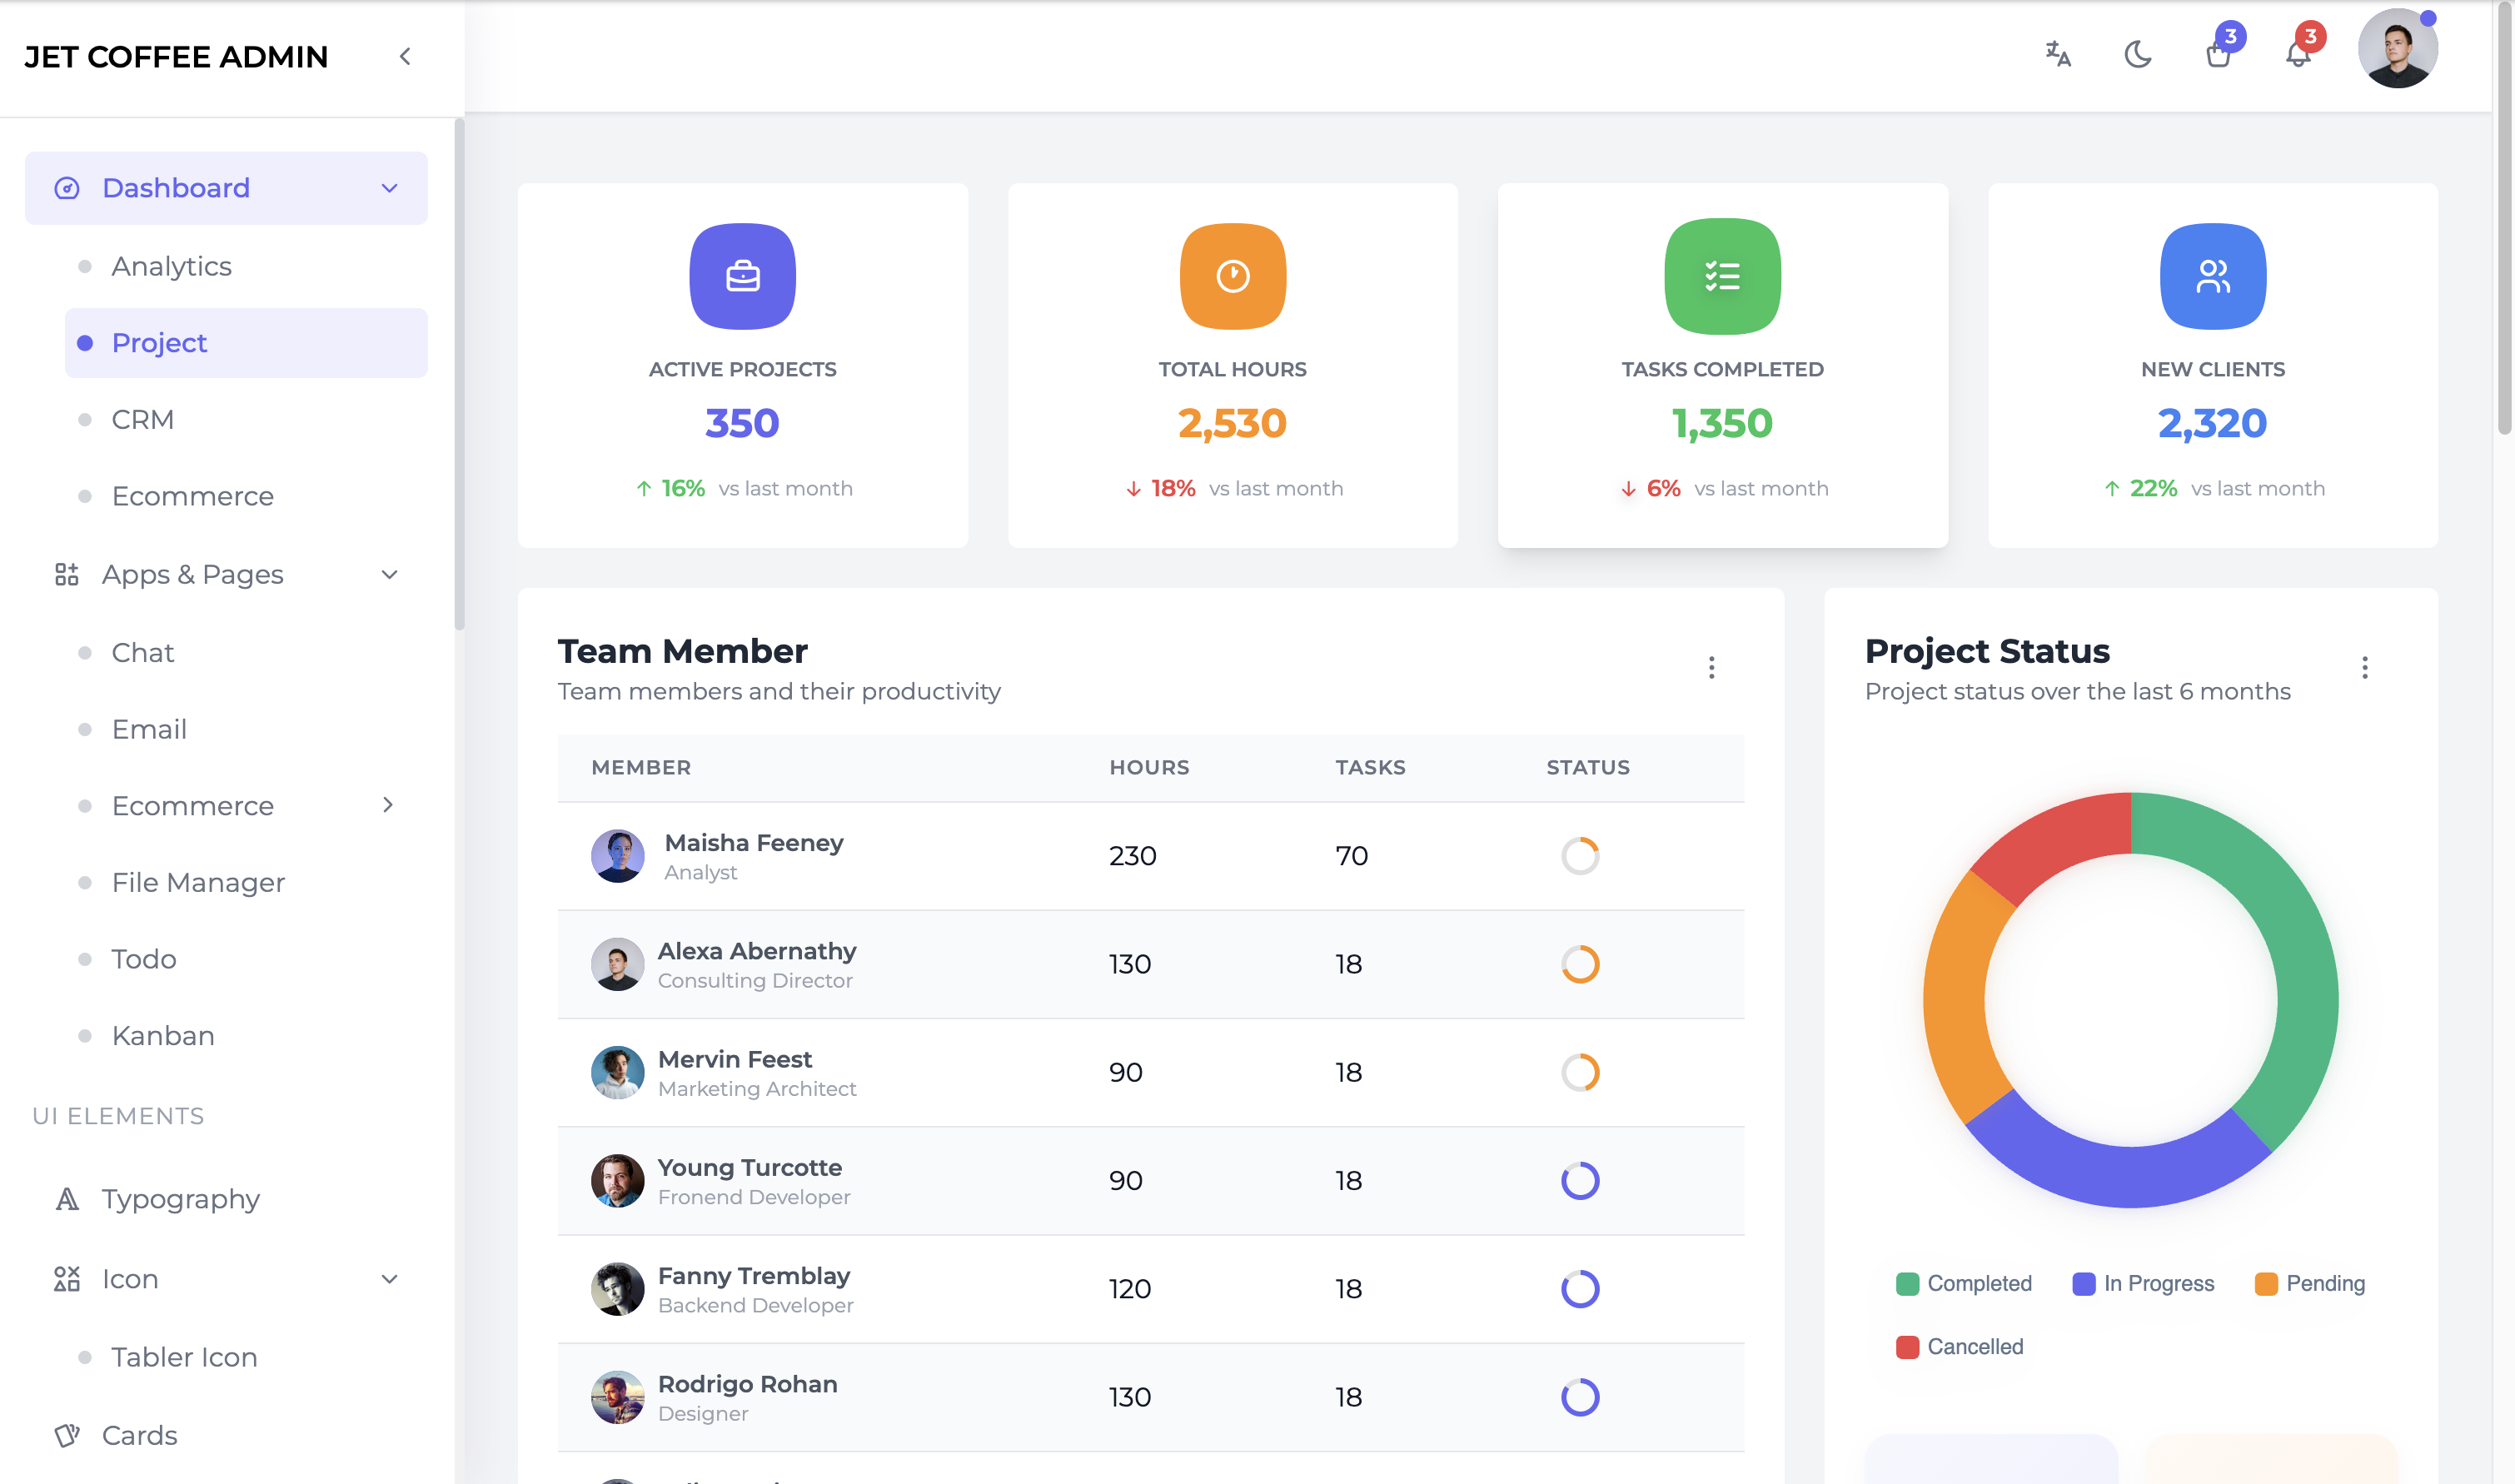 JET COFFEE ADMIN
3
3
Dashboard
Analytics
Project
CRM
Ecommerce
Apps & Pages
Chat
Email
Ecommerce
File Manager
Todo
Kanban
UI ELEMENTS
Typography
Icon
Tabler Icon
Cards
ACTIVE PROJECTS
350
16% vs last month
TOTAL HOURS
2,530
18% vs last month
TASKS COMPLETED
1,350
6% vs last month
NEW CLIENTS
2,320
22% vs last month
Team Member
Team members and their productivity
MEMBER HOURS TASKS STATUS
Maisha Feeney
Analyst
230 70
Alexa Abernathy
Consulting Director
130 18
Mervin Feest
Marketing Architect
90 18
Young Turcotte
Fronend Developer
90 18
Fanny Tremblay
Backend Developer
120 18
Rodrigo Rohan
Designer
130 18
Project Status
Project status over the last 6 months
Completed In Progress Pending
Cancelled